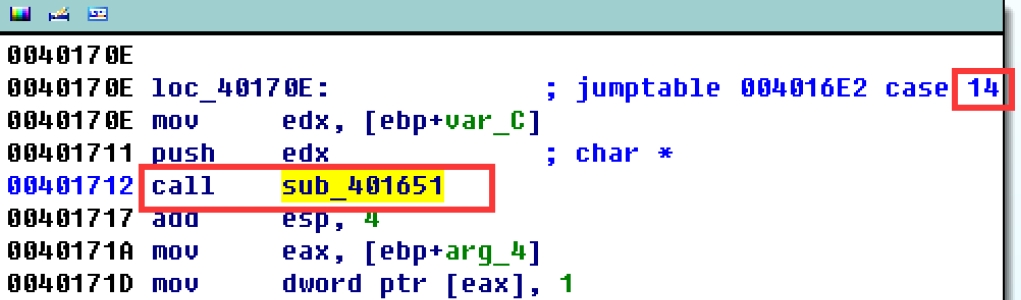 0040170E
0040170E loc_40170E: ; jumptable 004016E2 case 14
0040170E mov edx, [ebp+var_C]
00401711 push edx ; char *
00401712 call sub_401651
00401717 add esp, 4
0040171A mov eax, [ebp+arg_4]
0040171D mov dword ptr [eax], 1